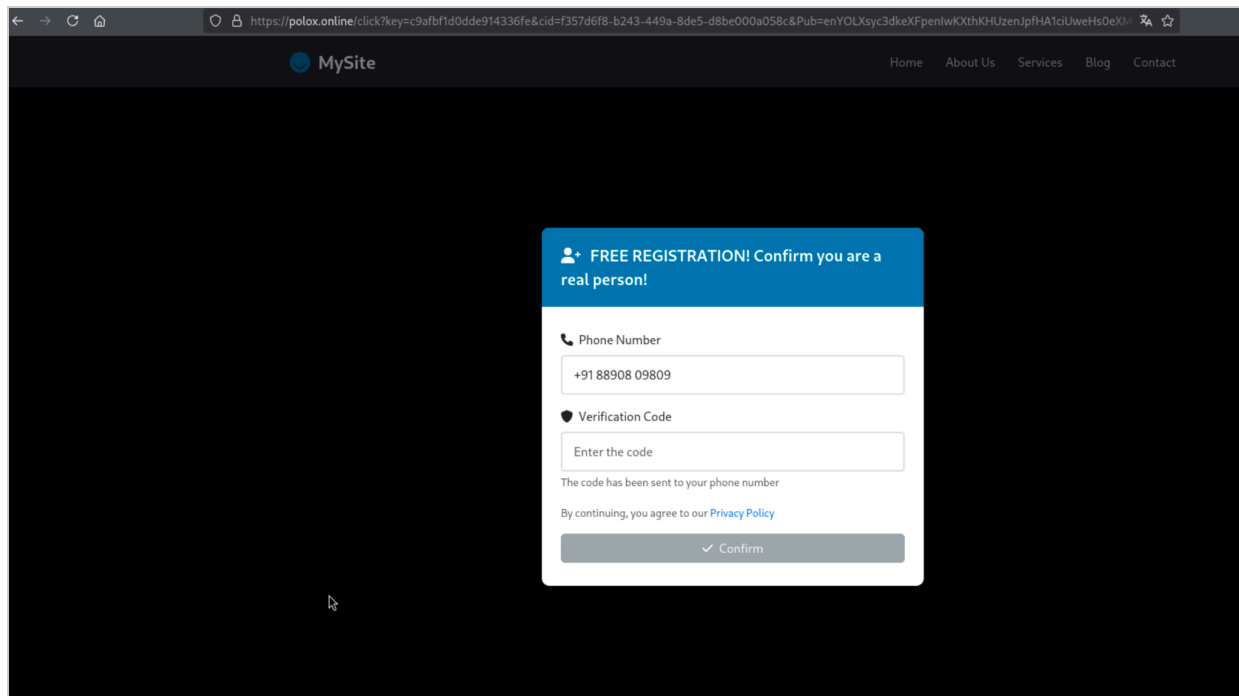 https://polox.online/click?key=c9afbf1d0dde914336fe&cid=f357d6f8-b243-449a-8de5-d8be000a058c&Pub=enYOLXsyc3dkeXFpenIwKXthKHUzenJpfHA1ciUweHs0eX
MySite
Home About Us Services Blog Contact
FREE REGISTRATION! Confirm you are a
real person!
Phone Number
+91 88908 09809
Verification Code
Enter the code
The code has been sent to your phone number
By continuing, you agree to our Privacy Policy
Confirm